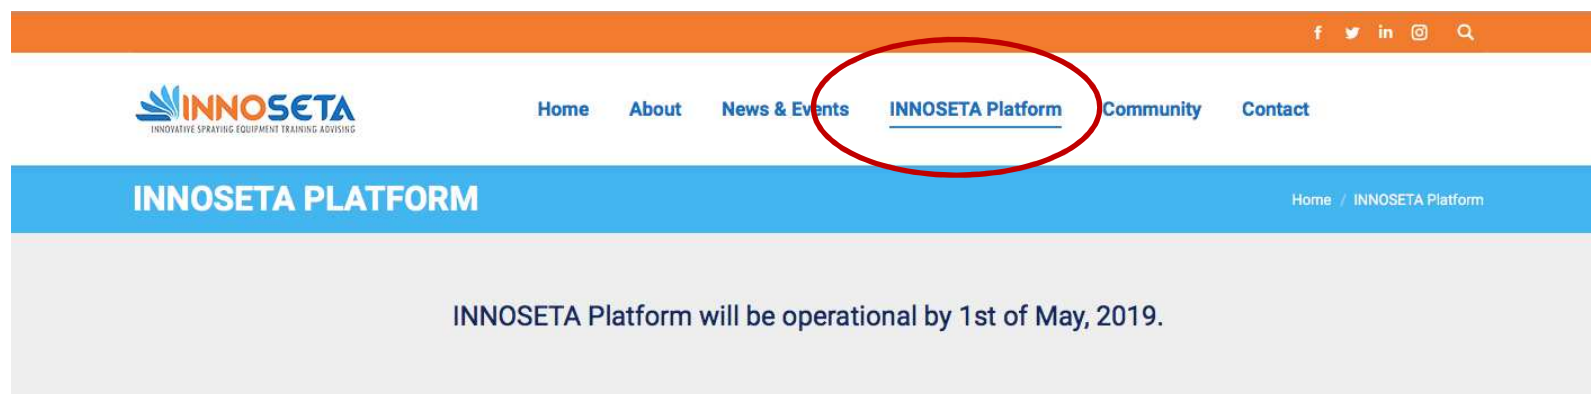 INNOSETA
INNOVATIVE SPRAYING EQUIPMENT TRAINING ADVISING
Home About News & Events INNOSETA Platform Community Contact
INNOSETA PLATFORM
Home / INNOSETA Platform
INNOSETA Platform will be operational by 1st of May, 2019.